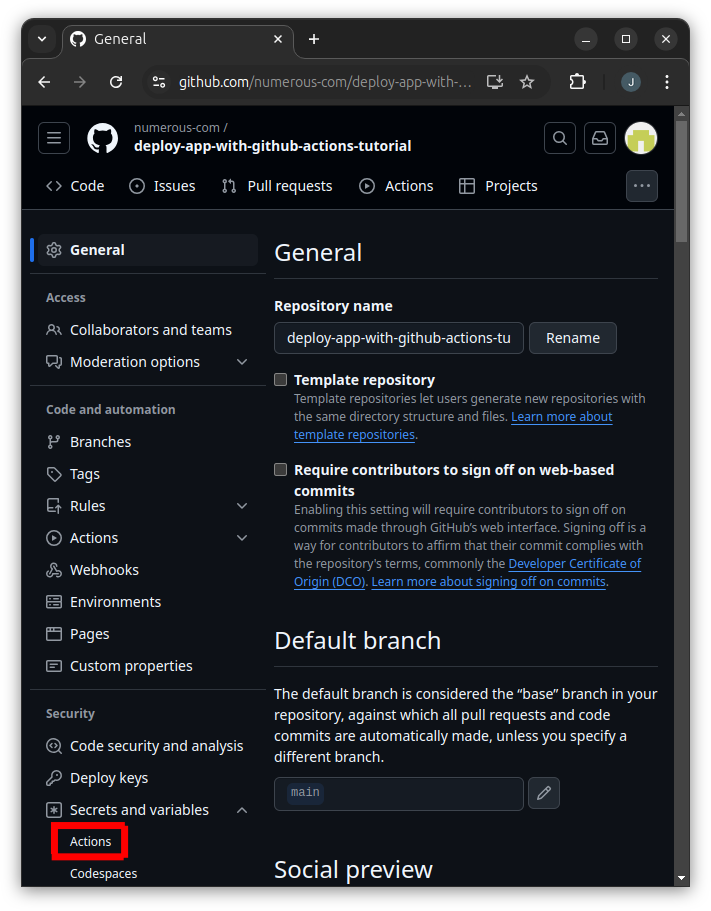 General
github.com/numerous-com/deploy-app-with-...
J
numerous-com /
deploy-app-with-github-actions-tutorial
Code
Issues
Pull requests
Actions
Projects
General
Access
Collaborators and teams
Moderation options
Code and automation
Branches
Tags
Rules
Actions
Webhooks
Environments
Pages
Custom properties
Security
Code security and analysis
Deploy keys
Secrets and variables
Actions
Codespaces
General
Repository name
deploy-app-with-github-actions-tu
Rename
Template repository
Template repositories let users generate new repositories with
the same directory structure and files. Learn more about
template repositories.
Require contributors to sign off on web-based
commits
Enabling this setting will require contributors to sign off on
commits made through GitHub’s web interface. Signing off is a
way for contributors to affirm that their commit complies with
the repository's terms, commonly the Developer Certificate of
Origin (DCO). Learn more about signing off on commits.
Default branch
The default branch is considered the “base” branch in your
repository, against which all pull requests and code
commits are automatically made, unless you specify a
different branch.
main
Social preview